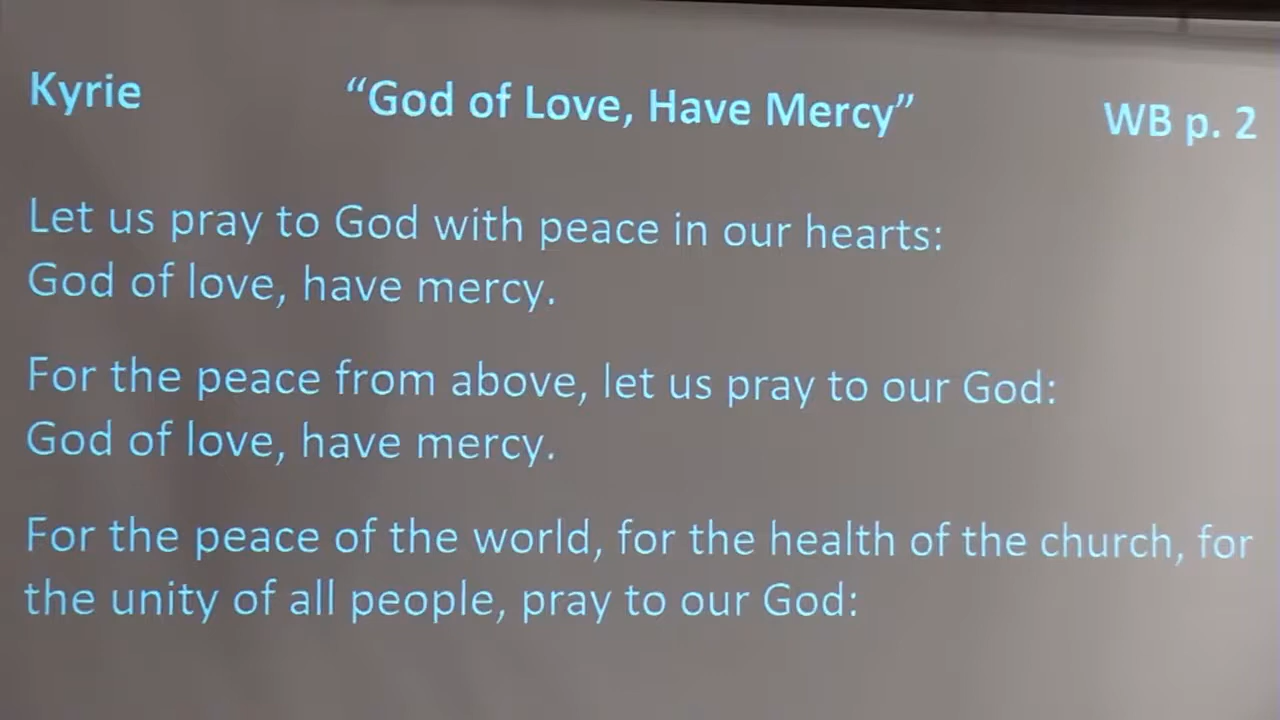 Kyrie “God of Love, Have Mercy” WB p. 2
Let us pray to God with peace in our hearts:
God of love, have mercy.
For the peace from above, let us pray to our God:
God of love, have mercy.
For the peace of the world, for the health of the church, for
the unity of all people, pray to our God: